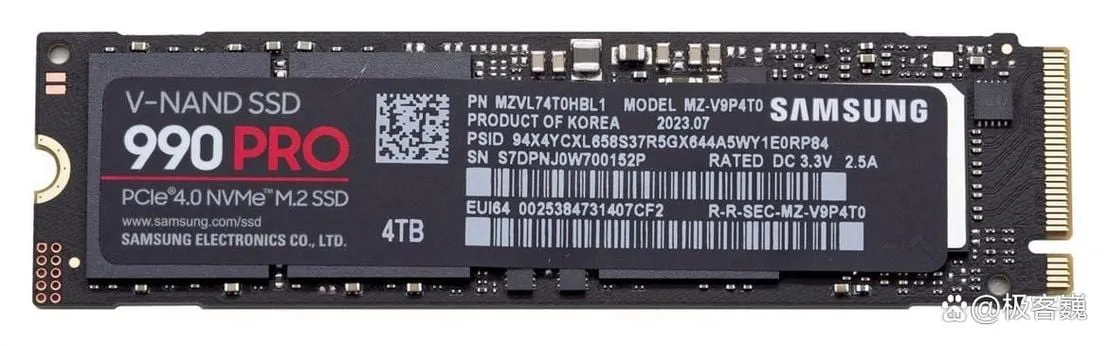 V-NAND SSD
990 PRO
PCIe®4.0 NVMe™ M.2 SSD
www.samsung.com/ssd
SAMSUNG ELECTRONICS CO., LTD.
4TB
PN MZVL74T0HBL1 MODEL MZ-V9P4T0
PRODUCT OF KOREA 2023.07
PSID 94X4YCXL658S37R5GX644A5WY1E0RP84
SN S7DPNJ0W700152P RATED DC 3.3V 2.5A
EUI64 0025384731407CF2 R-R-SEC-MZ-V9P4T0
SAMSUNG
du @极客巍